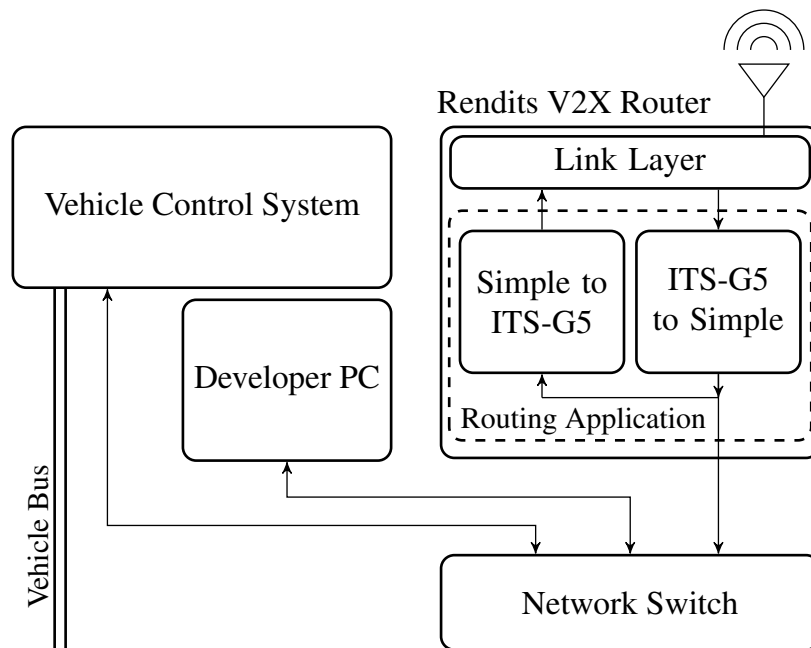 Rendits V2X Router
Link Layer
Vehicle Control System
Simple to
ITS-G5
ITS-G5
to Simple
Developer PC
Routing Application
Vehicle Bus
Network Switch